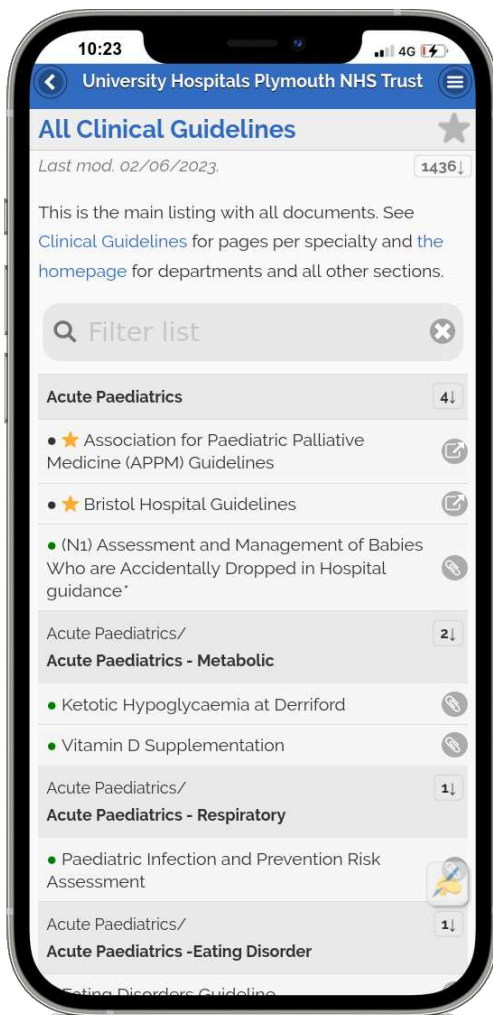 10:23
4G
University Hospitals Plymouth NHS Trust
All Clinical Guidelines
Last mod. 02/06/2023.
1436↓
This is the main listing with all documents. See
Clinical Guidelines for pages per specialty and the
homepage for departments and all other sections.
Filter list
Acute Paediatrics
4↓
• ★ Association for Paediatric Palliative
Medicine (APPM) Guidelines
• ★ Bristol Hospital Guidelines
• (N1) Assessment and Management of Babies
Who are Accidentally Dropped in Hospital
guidance*
Acute Paediatrics/
2↓
Acute Paediatrics - Metabolic
• Ketotic Hypoglycaemia at Derriford
• Vitamin D Supplementation
Acute Paediatrics/
1↓
Acute Paediatrics - Respiratory
• Paediatric Infection and Prevention Risk
Assessment
Acute Paediatrics/
1↓
Acute Paediatrics -Eating Disorder
Eating Disorders Guideline